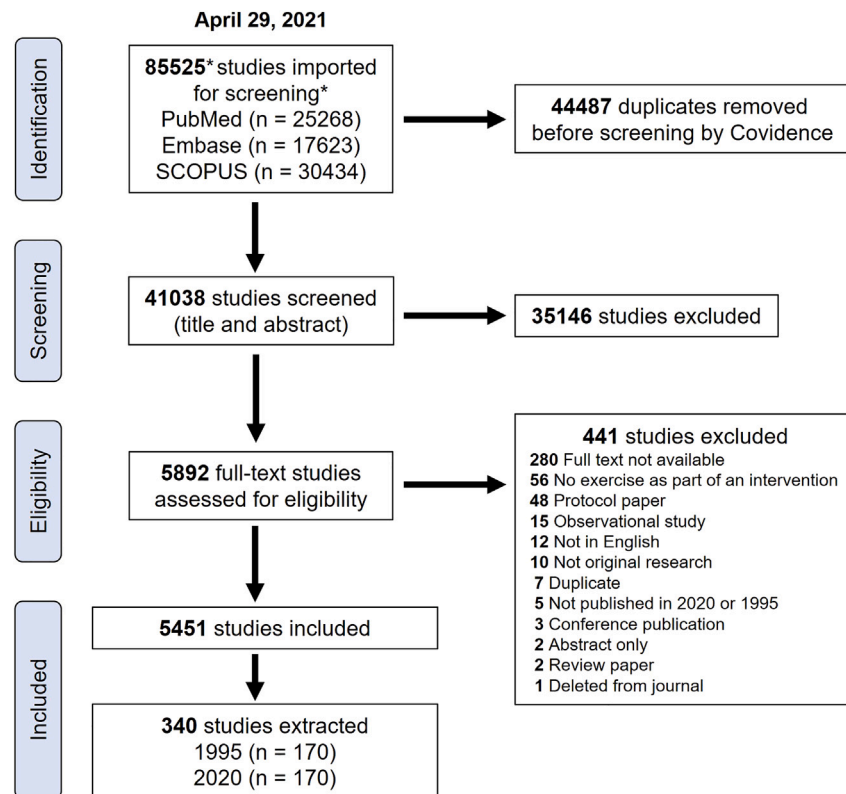 April 29, 2021
Identification
85525* studies imported
for screening*
PubMed (n = 25268)
Embase (n = 17623)
SCOPUS (n = 30434)
44487 duplicates removed
before screening by Covidence
Screening
41038 studies screened
(title and abstract)
35146 studies excluded
Eligibility
5892 full-text studies
assessed for eligibility
441 studies excluded
280 Full text not available
56 No exercise as part of an intervention
48 Protocol paper
15 Observational study
12 Not in English
10 Not original research
7 Duplicate
5 Not published in 2020 or 1995
3 Conference publication
2 Abstract only
2 Review paper
1 Deleted from journal
Included
5451 studies included
340 studies extracted
1995 (n = 170)
2020 (n = 170)